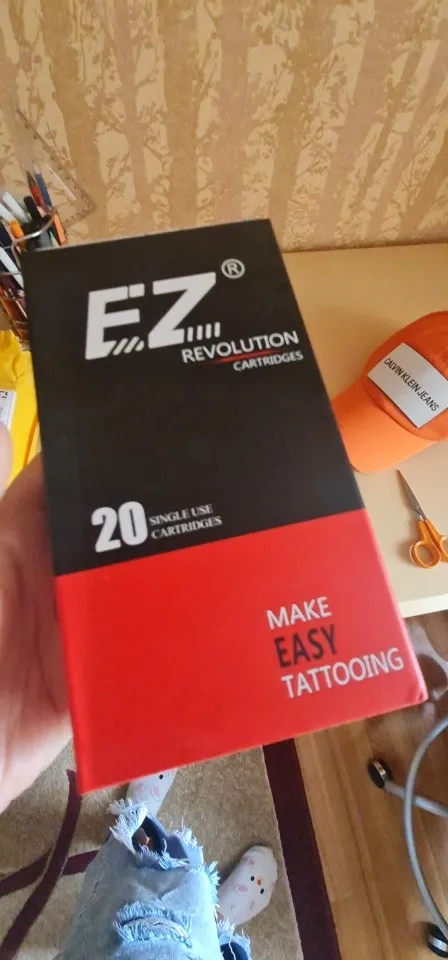 EZ®
REVOLUTION
CARTRIDGES
20 SINGLE USE
CARTRIDGES
MAKE
EASY
TATTOOING
CALVIN KLEIN JEANS